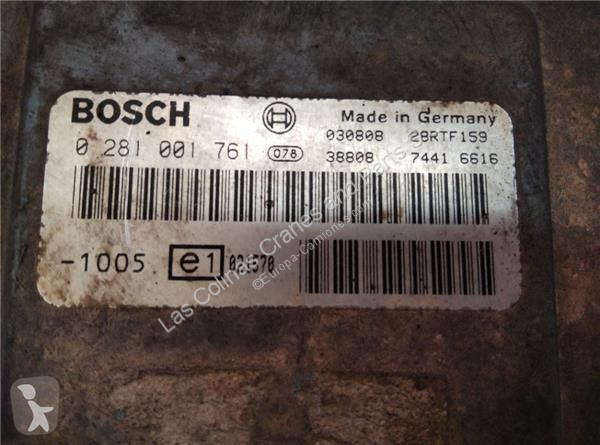 BOSCH
Made in Germany
030808 28RTF159
0 281 001 761 078 38808 7441 6616
-1005 e1 021570
Las Colinas Cranes and Parts
©Europa-Camiones.com